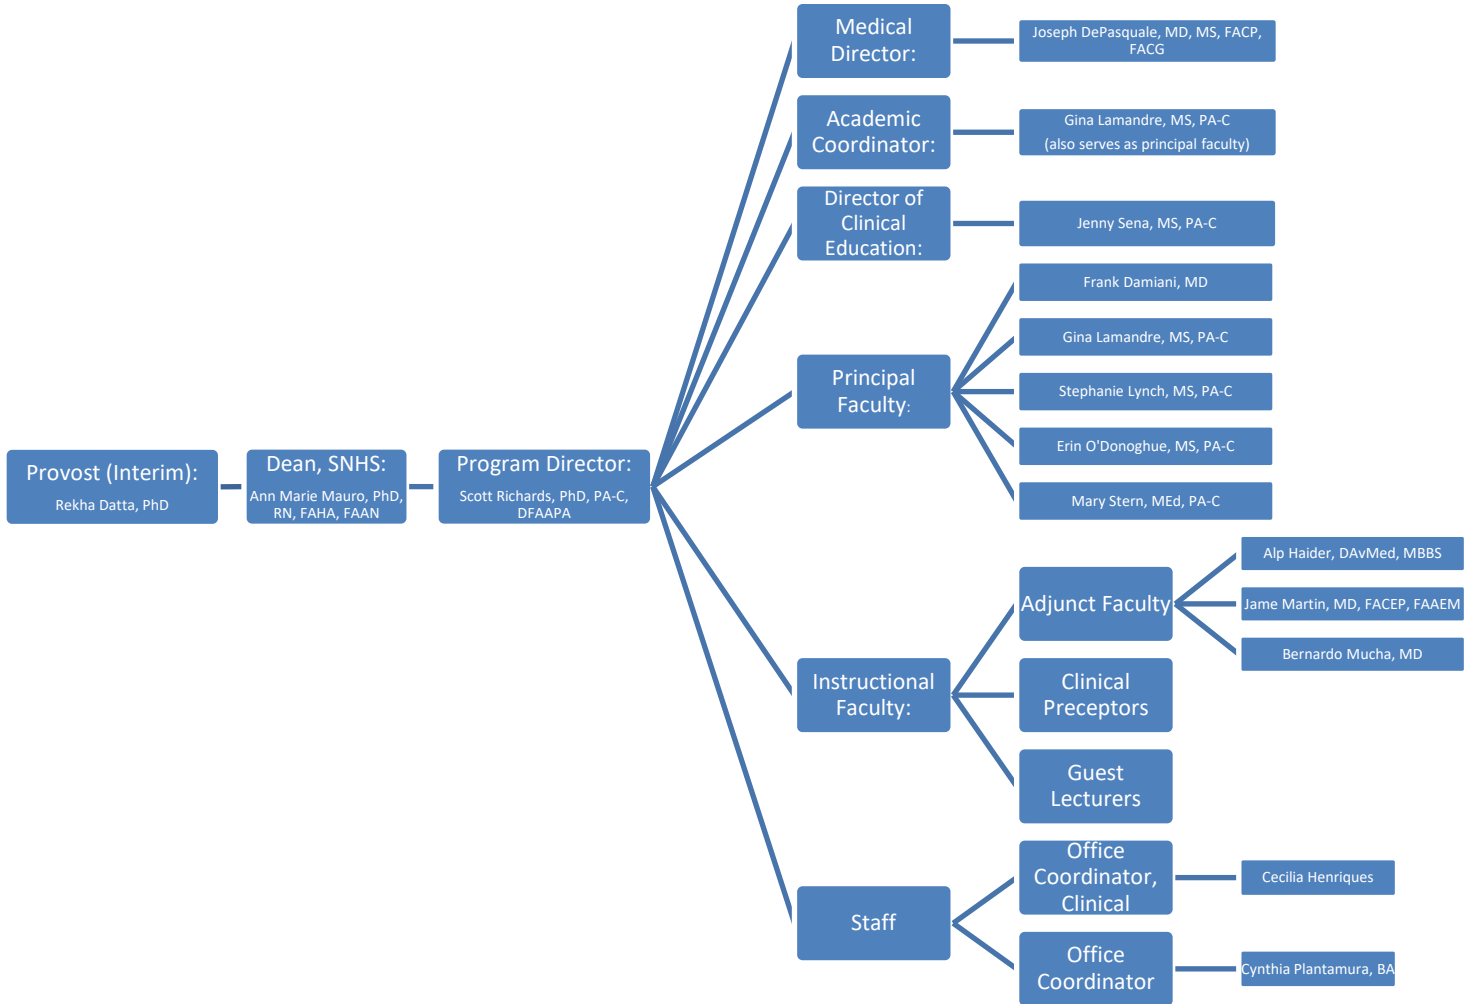 Provost (Interim):
Rekha Datta, PhD
Dean, SNHS:
Ann Marie Mauro, PhD,
RN, FAHA, FAAN
Program Director:
Scott Richards, PhD, PA-C,
DFAAPA
Medical
Director:
Joseph DePasquale, MD, MS, FACP,
FACG
Academic
Coordinator:
Gina Lamandre, MS, PA-C
(also serves as principal faculty)
Director of
Clinical
Education:
Jenny Sena, MS, PA-C
Principal
Faculty:
Frank Damiani, MD
Gina Lamandre, MS, PA-C
Stephanie Lynch, MS, PA-C
Erin O'Donoghue, MS, PA-C
Mary Stern, MEd, PA-C
Instructional
Faculty:
Adjunct Faculty
Alp Haider, DAvMed, MBBS
Jame Martin, MD, FACEP, FAAEM
Bernardo Mucha, MD
Clinical
Preceptors
Guest
Lecturers
Staff
Office
Coordinator,
Clinical
Cecilia Henriques
Office
Coordinator
Cynthia Plantamura, BA